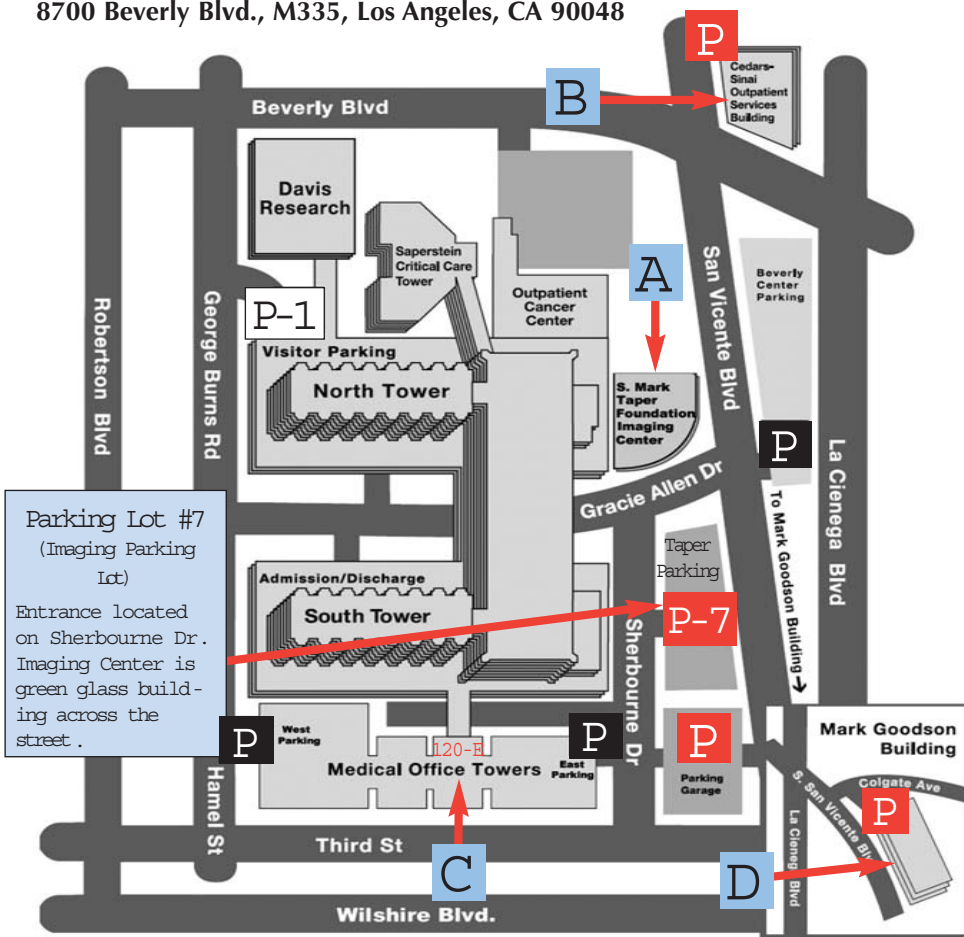 8700 Beverly Blvd., M335, Los Angeles, CA 90048
P
Cedars-
Sinai
Outpatient
Services
Building
B
Beverly Blvd
Davis
Research
Saperstein
Critical Care
Tower
A
San Vicente Blvd
Beverly
Center
Parking
Outpatient
Cancer
Center
Robertson Blvd
George Burns Rd
P-1
Visitor Parking
North Tower
S. Mark
Taper
Foundation
Imaging
Center
P
La Cienega Blvd
Gracie Allen Dr
To Mark Goodson Building →
Parking Lot #7
(Imaging Parking
Lot)
Entrance located
on Sherbourne Dr.
Imaging Center is
green glass build-
ing across the
street.
Taper
Parking
P-7
Admission/Discharge
South Tower
Sherbourne Dr
P
West
Parking
120-E
Medical Office Towers
P
East
Parking
P
Parking
Garage
Mark Goodson
Building
Colgate Ave
P
S. San Vicente Blv
La Cienega Blvd
Hamel St
Third St
C
D
Wilshire Blvd.